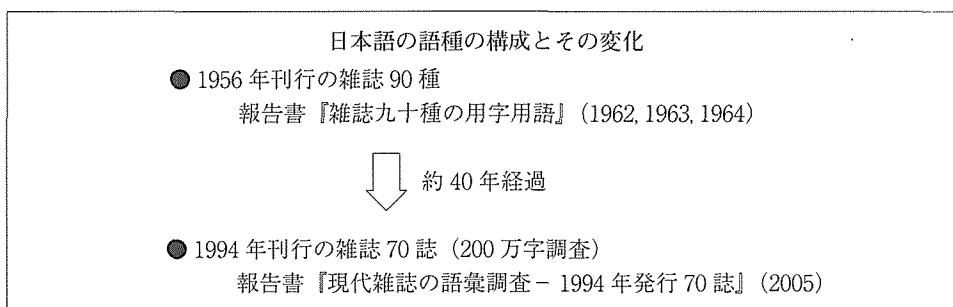 日本語の語種の構成とその変化
● 1956 年刊行の雑誌 90 種
報告書『雑誌九十種の用字用語』(1962, 1963, 1964)
約 40 年経過
● 1994 年刊行の雑誌 70 誌(200 万字調査)
報告書『現代雑誌の語彙調査− 1994 年発行 70 誌』(2005)